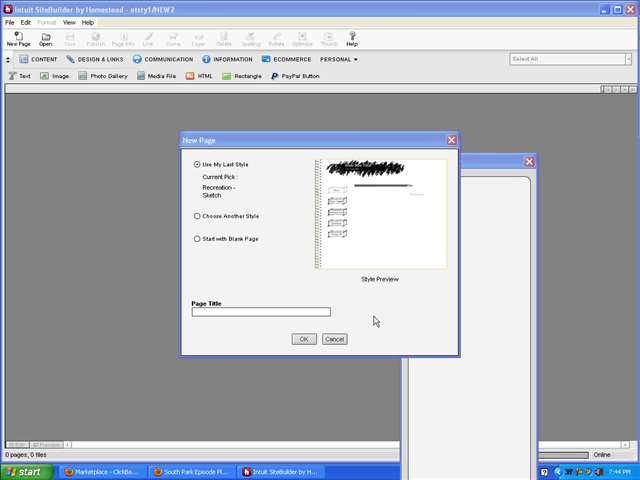 Intuit SiteBuilder by Homestead - etsty1/NEW2
File Edit Format View Help
New Page Open Save Publish Page Info Link Clone Layer Delete Spelling Rotate Optimize Thumb Help
CONTENT DESIGN & LINKS COMMUNICATION INFORMATION ECOMMERCE PERSONAL Select All
Text Image Photo Gallery Media File HTML Rectangle PayPal Button
New Page
Use My Last Style
Current Pick :
Recreation -
Sketch
Choose Another Style
Start with Blank Page
Style Preview
Page Title
OK Cancel
Edit Preview
0 pages, 0 files Online
start Marketplace - ClickBa... South Park Episode Pl... Intuit SiteBuilder by H... 7:44 PM